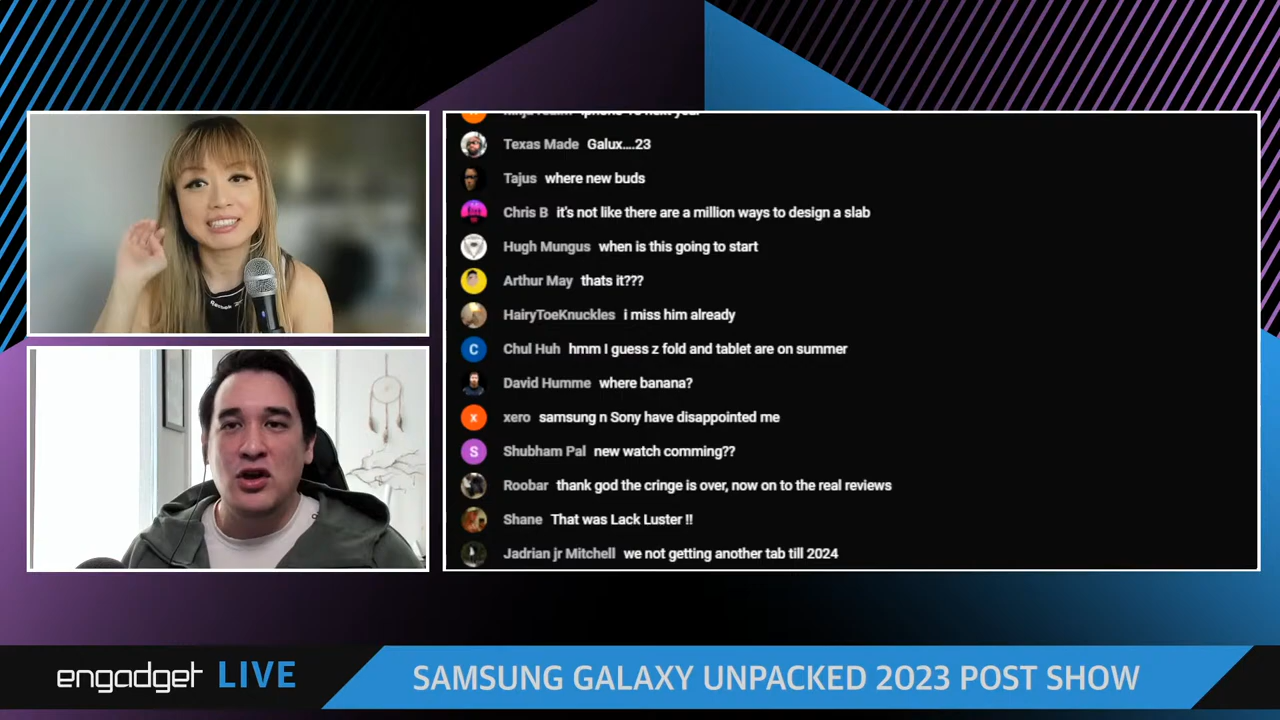 Texas Made Galux....23
Tajus where new buds
Chris B it's not like there are a million ways to design a slab
Hugh Mungus when is this going to start
Arthur May thats it???
HairyToeKnuckles i miss him already
C Chul Huh hmm I guess z fold and tablet are on summer
David Humme where banana?
x xero samsung n Sony have disappointed me
S Shubham Pal new watch comming??
Roobar thank god the cringe is over, now on to the real reviews
Shane That was Lack Luster !!
Jadrian jr Mitchell we not getting another tab till 2024
Reebok
engadget LIVE
SAMSUNG GALAXY UNPACKED 2023 POST SHOW